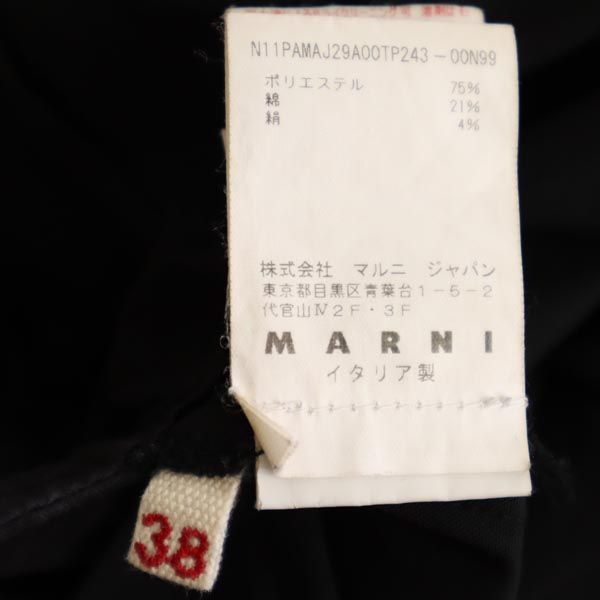 N11PAMAJ29A00TP243-00N99
ポリエステル 75%
綿 21%
絹 4%
株式会社 マルニ ジャパン
東京都目黒区青葉台1-5-2
代官山Ⅳ2F・3F
MARNI
イタリア製
38